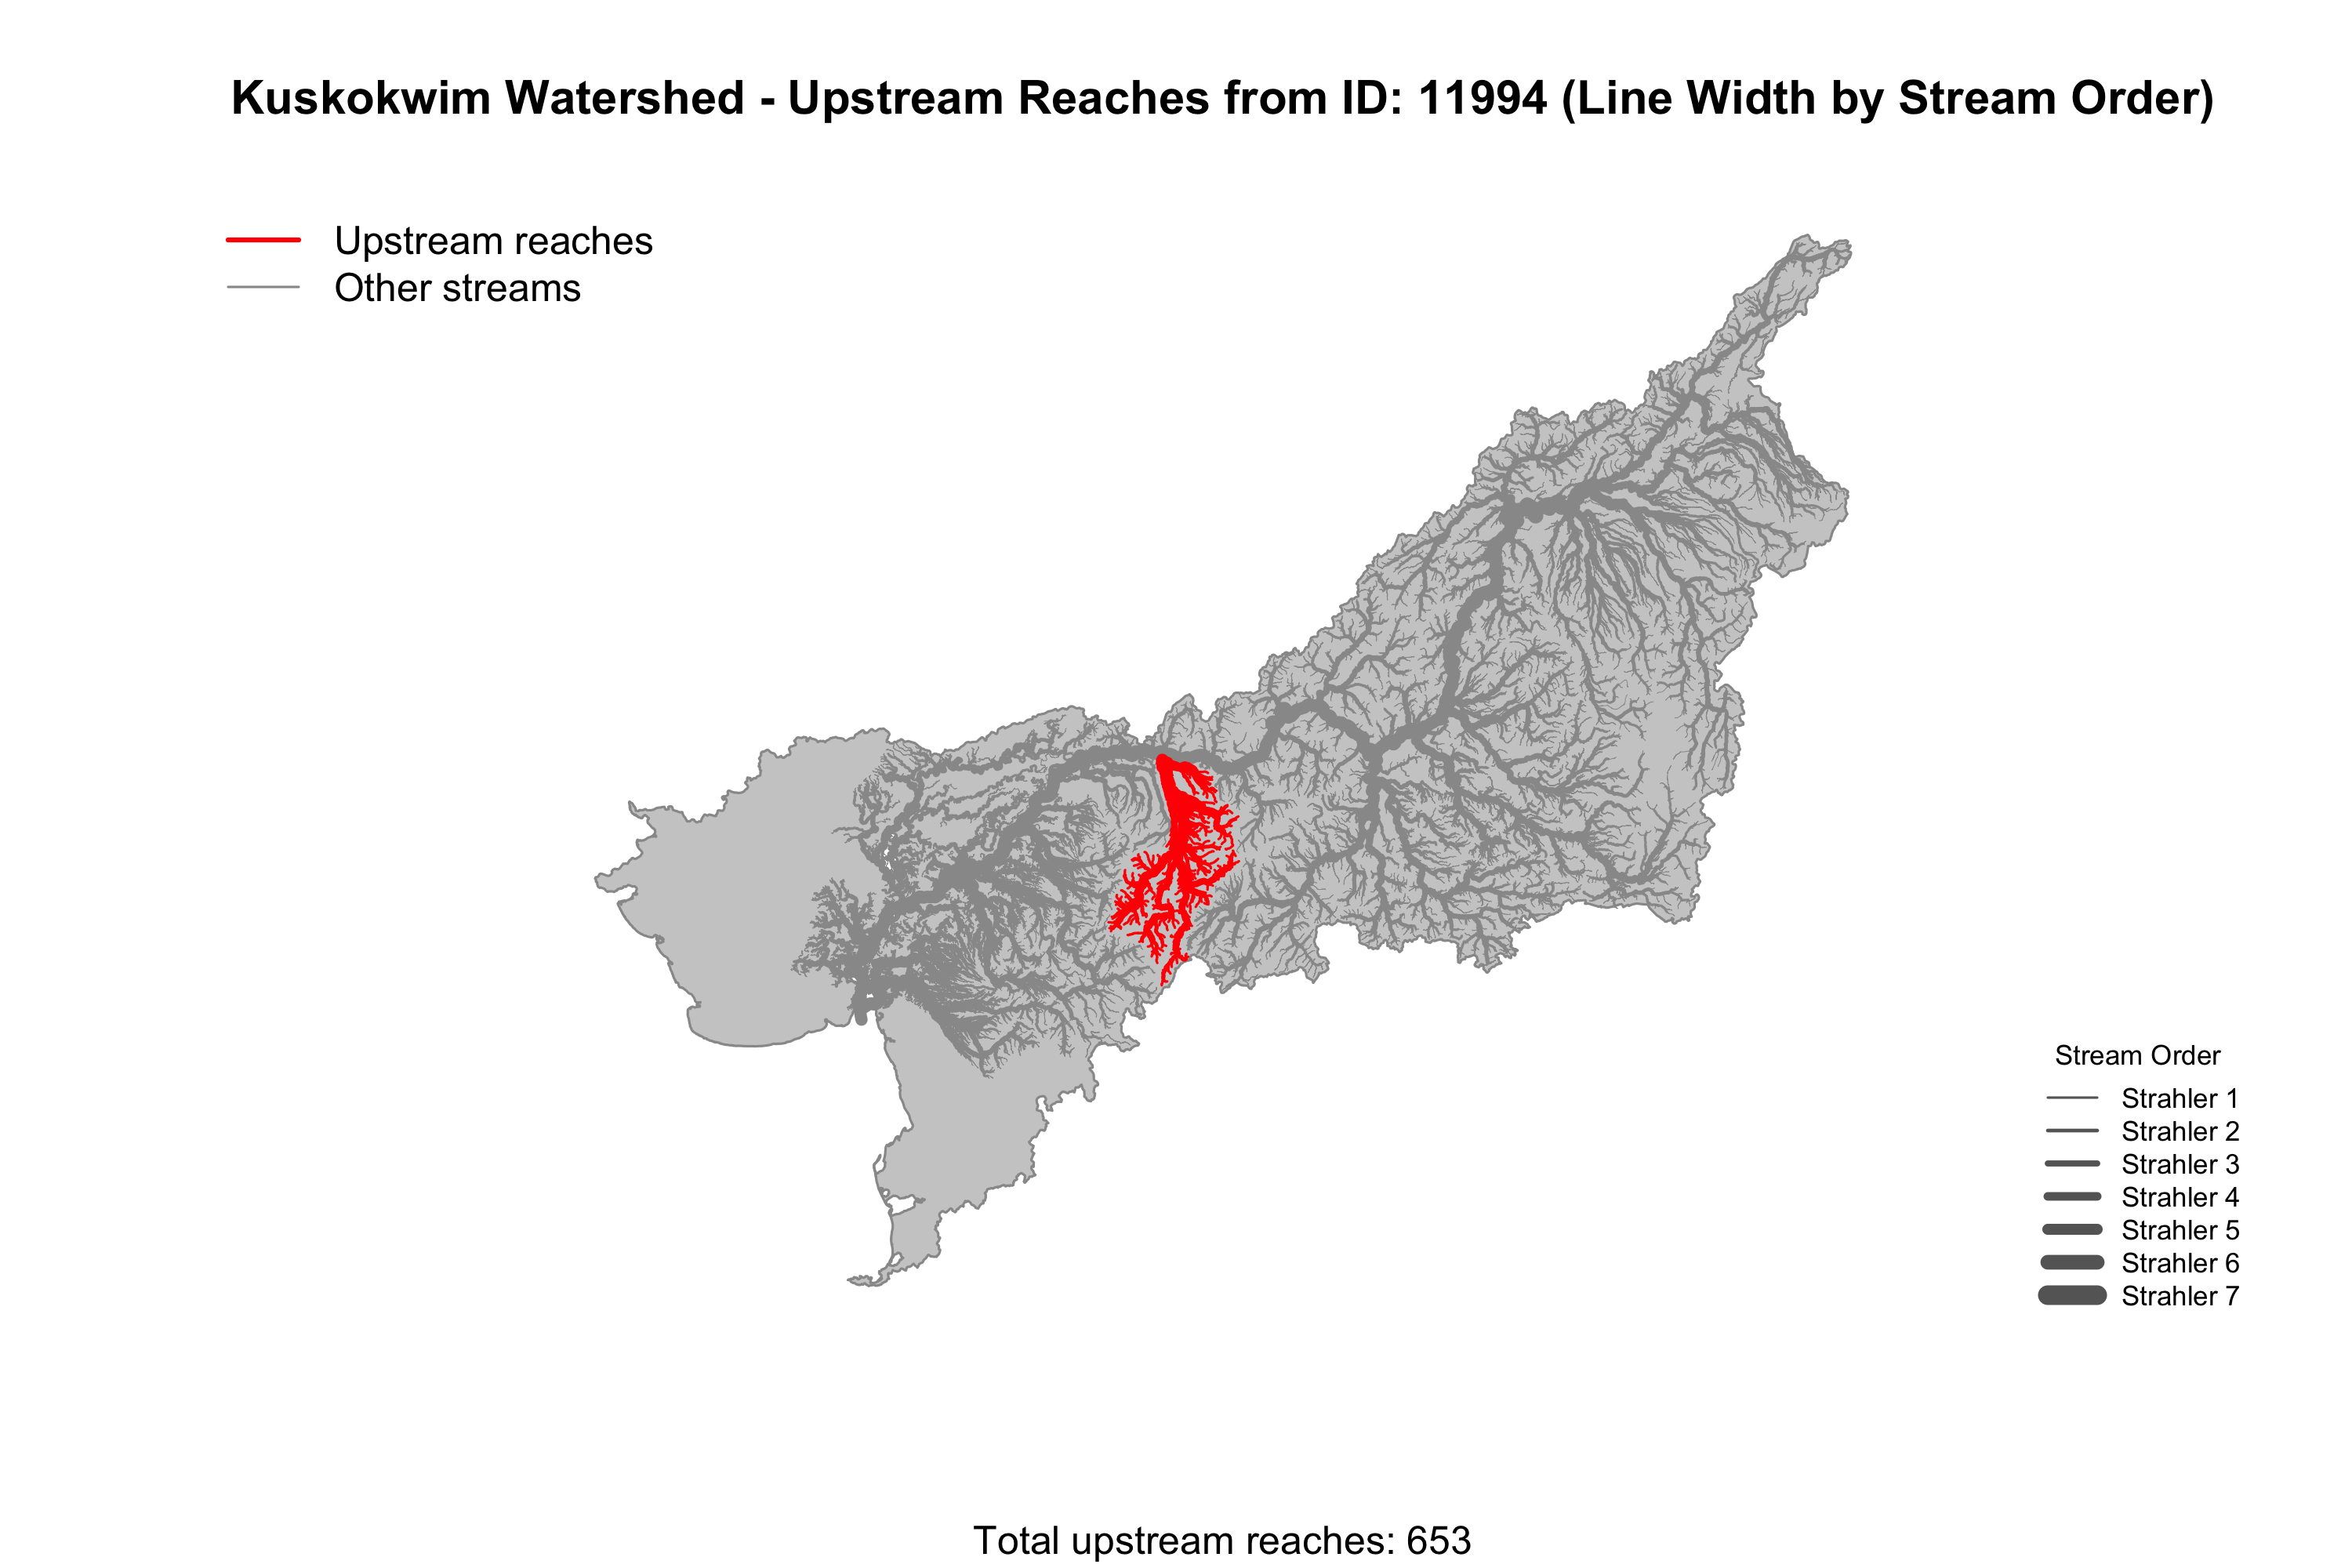 Kuskokwim Watershed - Upstream Reaches from ID: 11994 (Line Width by Stream Order)
Upstream reaches
Other streams
Stream Order
Strahler 1
Strahler 2
Strahler 3
Strahler 4
Strahler 5
Strahler 6
Strahler 7
Total upstream reaches: 653